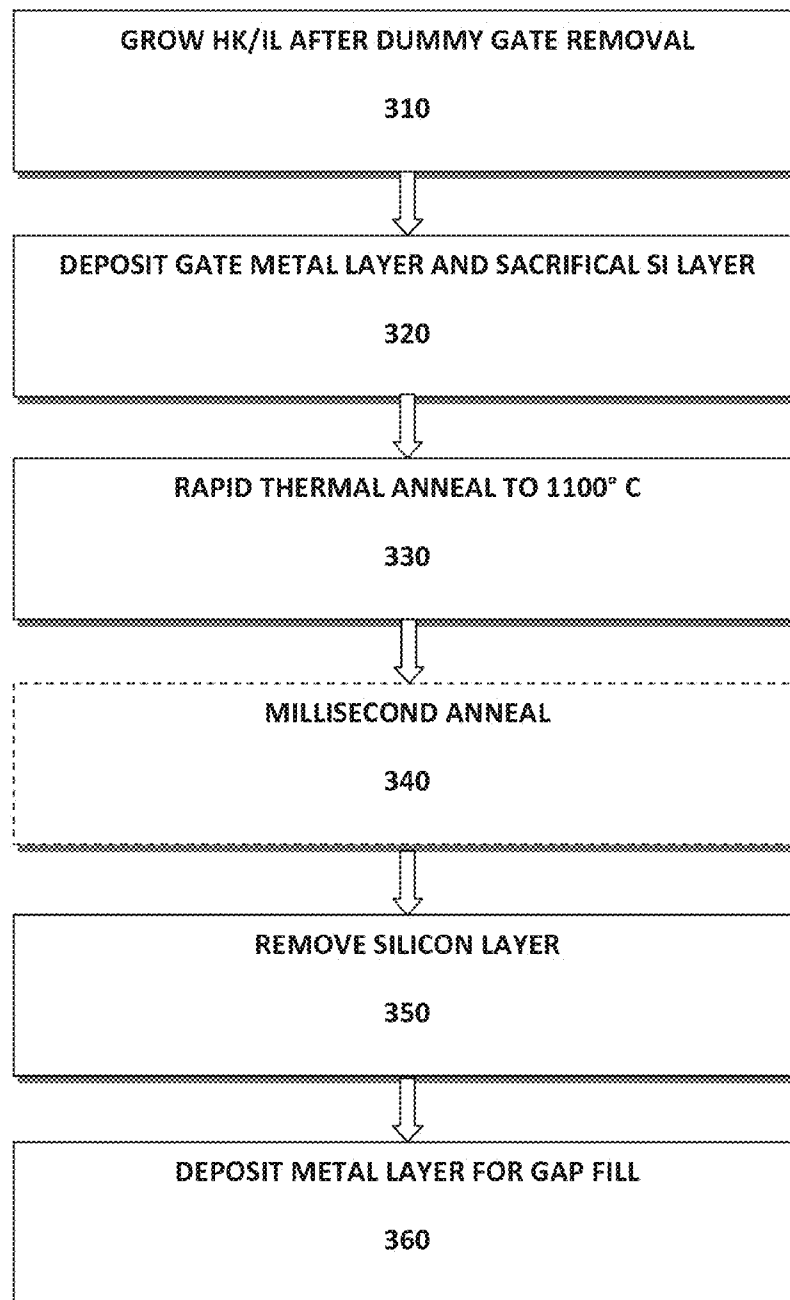 GROW HK/IL AFTER DUMMY GATE REMOVAL
310
DEPOSIT GATE METAL LAYER AND SACRIFICAL SI LAYER
320
RAPID THERMAL ANNEAL TO 1100° C
330
MILLISECOND ANNEAL
340
REMOVE SILICON LAYER
350
DEPOSIT METAL LAYER FOR GAP FILL
360